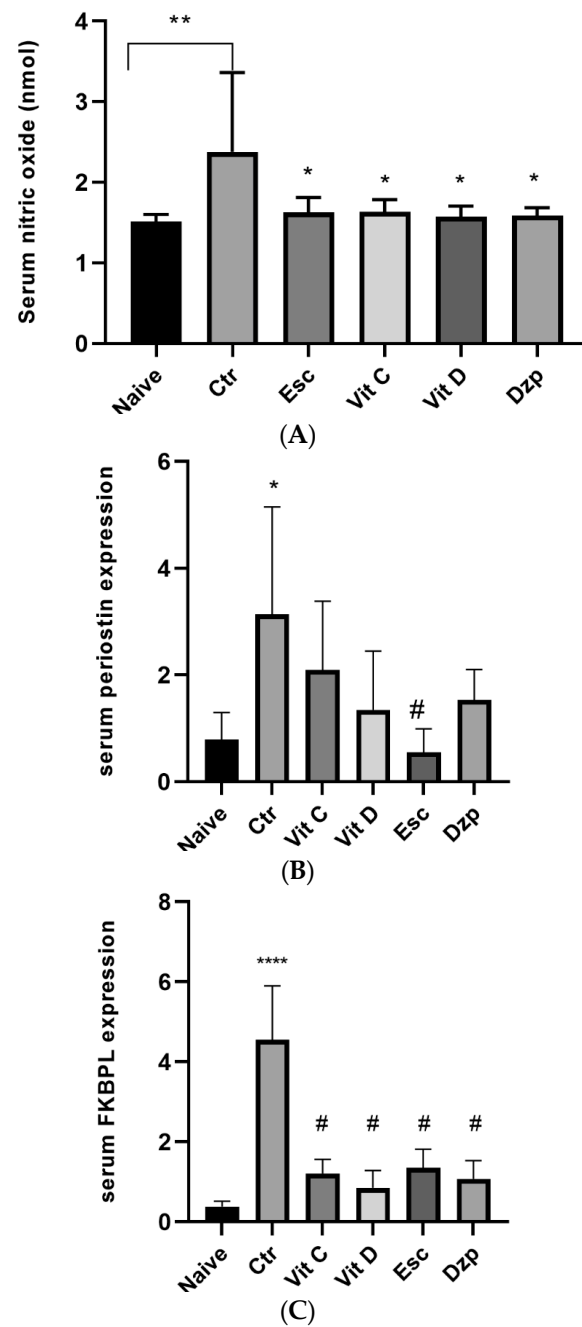 Serum nitric oxide (nmol)
4
3
2
1
0
**
*
*
*
*
Naive
Ctr
Esc
Vit C
Vit D
Dzp
(A)
serum periostin expression
6
4
2
0
*
#
Naive
Ctr
Vit C
Vit D
Esc
Dzp
(B)
serum FKBPL expression
8
6
4
2
0
****
#
#
#
#
Naive
Ctr
Vit C
Vit D
Esc
Dzp
(C)